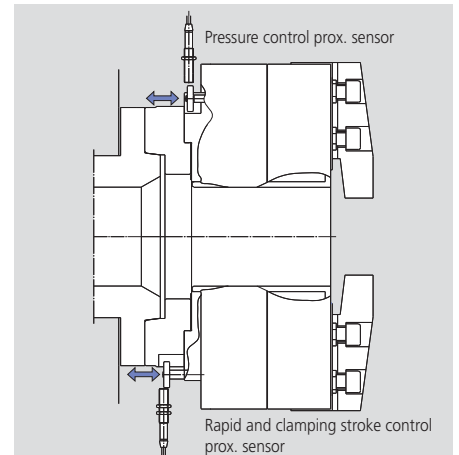 Pressure control prox. sensor
Rapid and clamping stroke control
prox. sensor